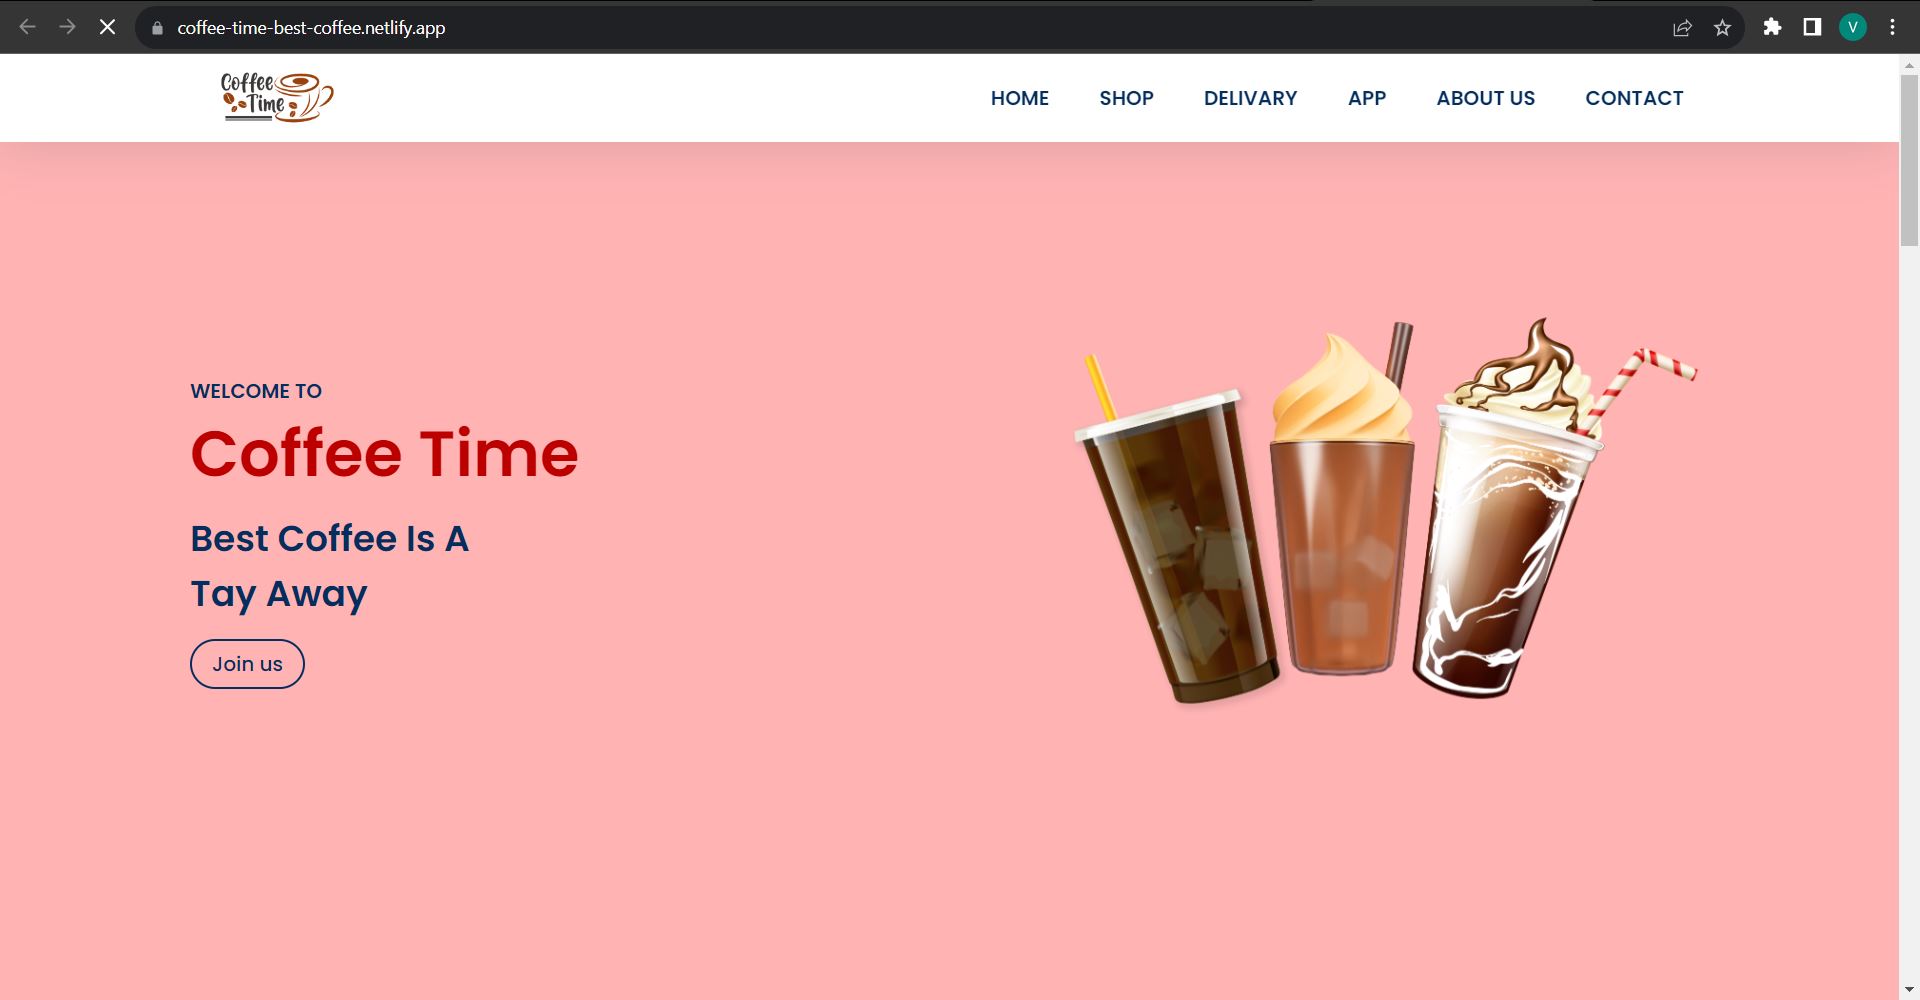 coffee-time-best-coffee.netlify.app
V
Coffee
Time
HOME SHOP DELIVARY APP ABOUT US CONTACT
WELCOME TO
Coffee Time
Best Coffee Is A
Tay Away
Join us